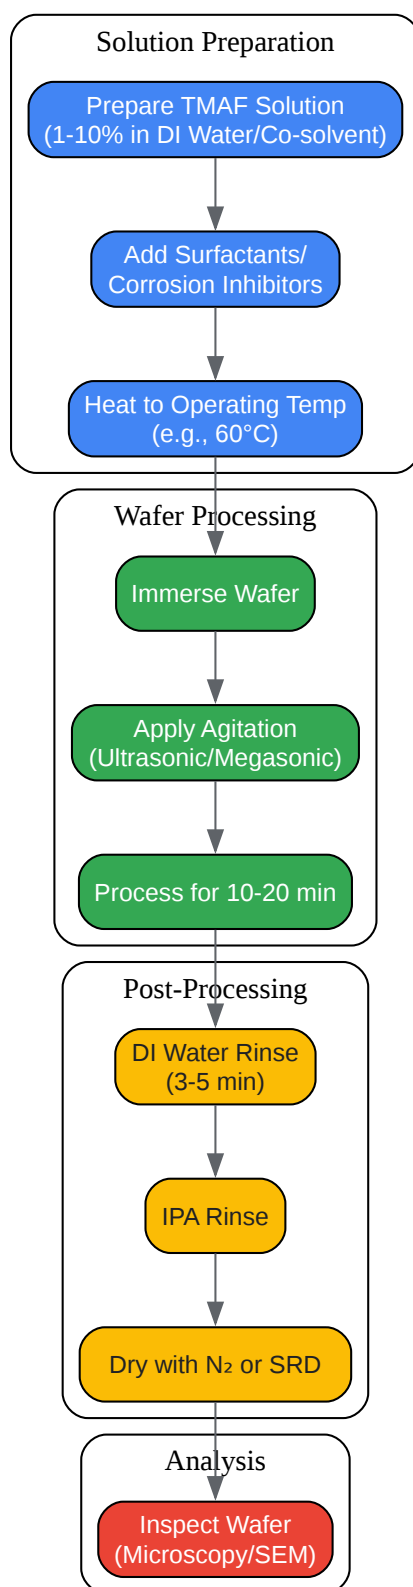 Solution Preparation
Prepare TMAF Solution
(1-10% in DI Water/Co-solvent)
Add Surfactants/
Corrosion Inhibitors
Heat to Operating Temp
(e.g., 60°C)
Wafer Processing
Immerse Wafer
Apply Agitation
(Ultrasonic/Megasonic)
Process for 10-20 min
Post-Processing
DI Water Rinse
(3-5 min)
IPA Rinse
Dry with N₂ or SRD
Analysis
Inspect Wafer
(Microscopy/SEM)